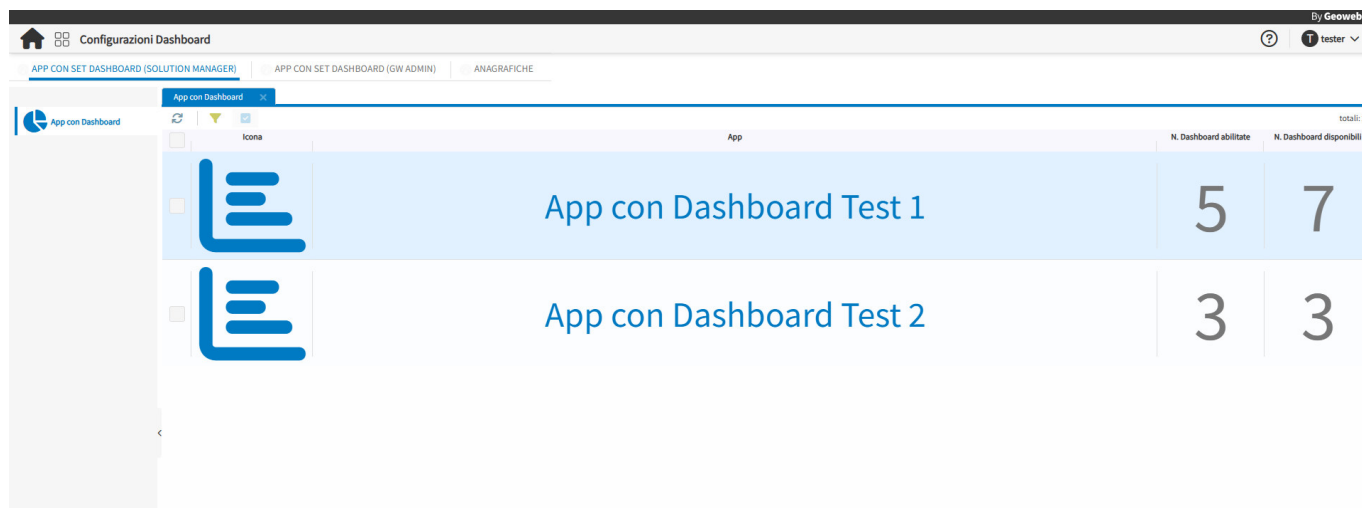 By Geoweb
Configurazioni Dashboard
? T tester
APP CON SET DASHBOARD (SOLUTION MANAGER) APP CON SET DASHBOARD (GW ADMIN) ANAGRAFICHE
App con Dashboard
App con Dashboard
totali:
Icona App N. Dashboard abilitate N. Dashboard disponibili
App con Dashboard Test 1 5 7
App con Dashboard Test 2 3 3